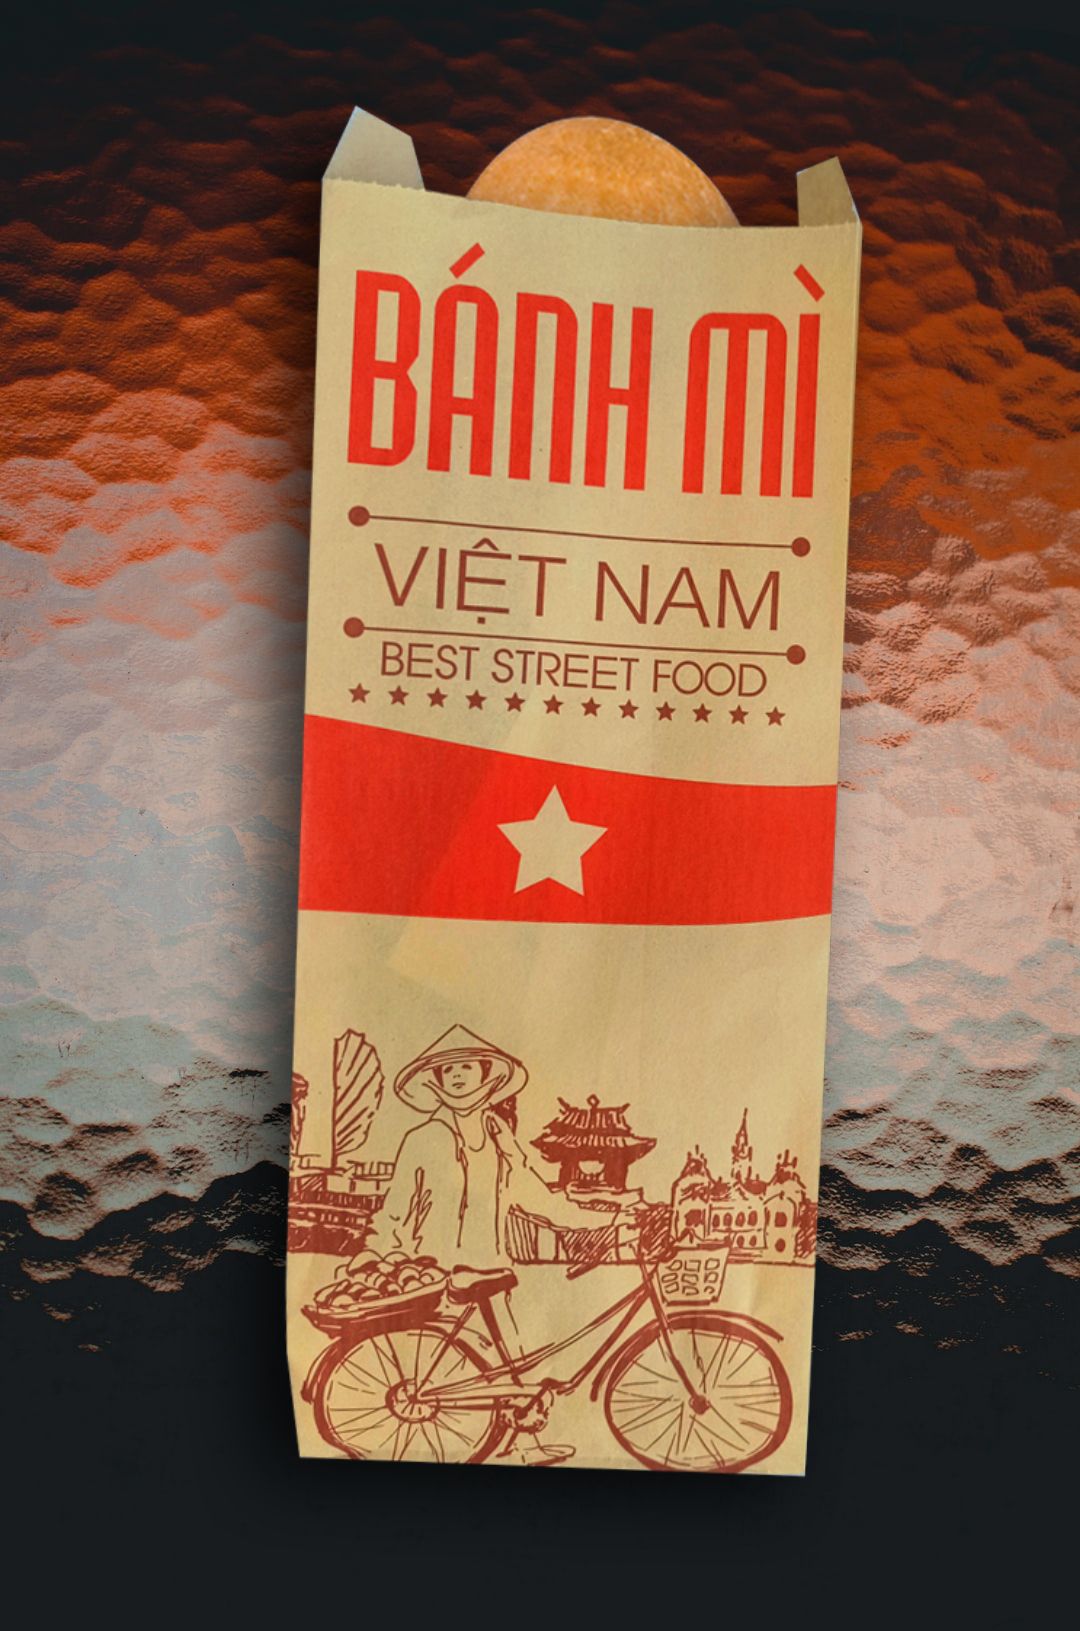 BÁNH MÌ
VIỆT NAM
BEST STREET FOOD